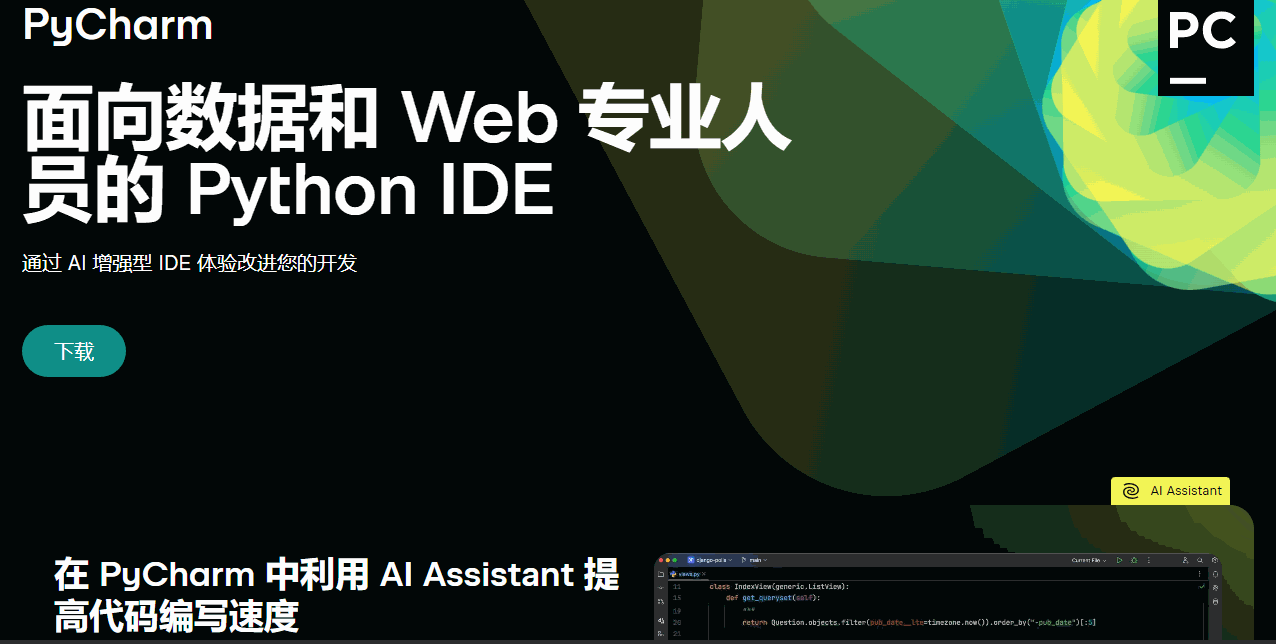 PyCharm
PC
面向数据和 Web 专业人
员的 Python IDE
通过 AI 增强型 IDE 体验改进您的开发
下载
AI Assistant
在 PyCharm 中利用 AI Assistant 提
高代码编写速度
django-polls
main
Current File
views.py
11 class IndexView(generic.ListView):
15 def get_queryset(self):
19 """
20 return Question.objects.filter(pub_date__lte=timezone.now()).order_by("-pub_date")[:5]
21